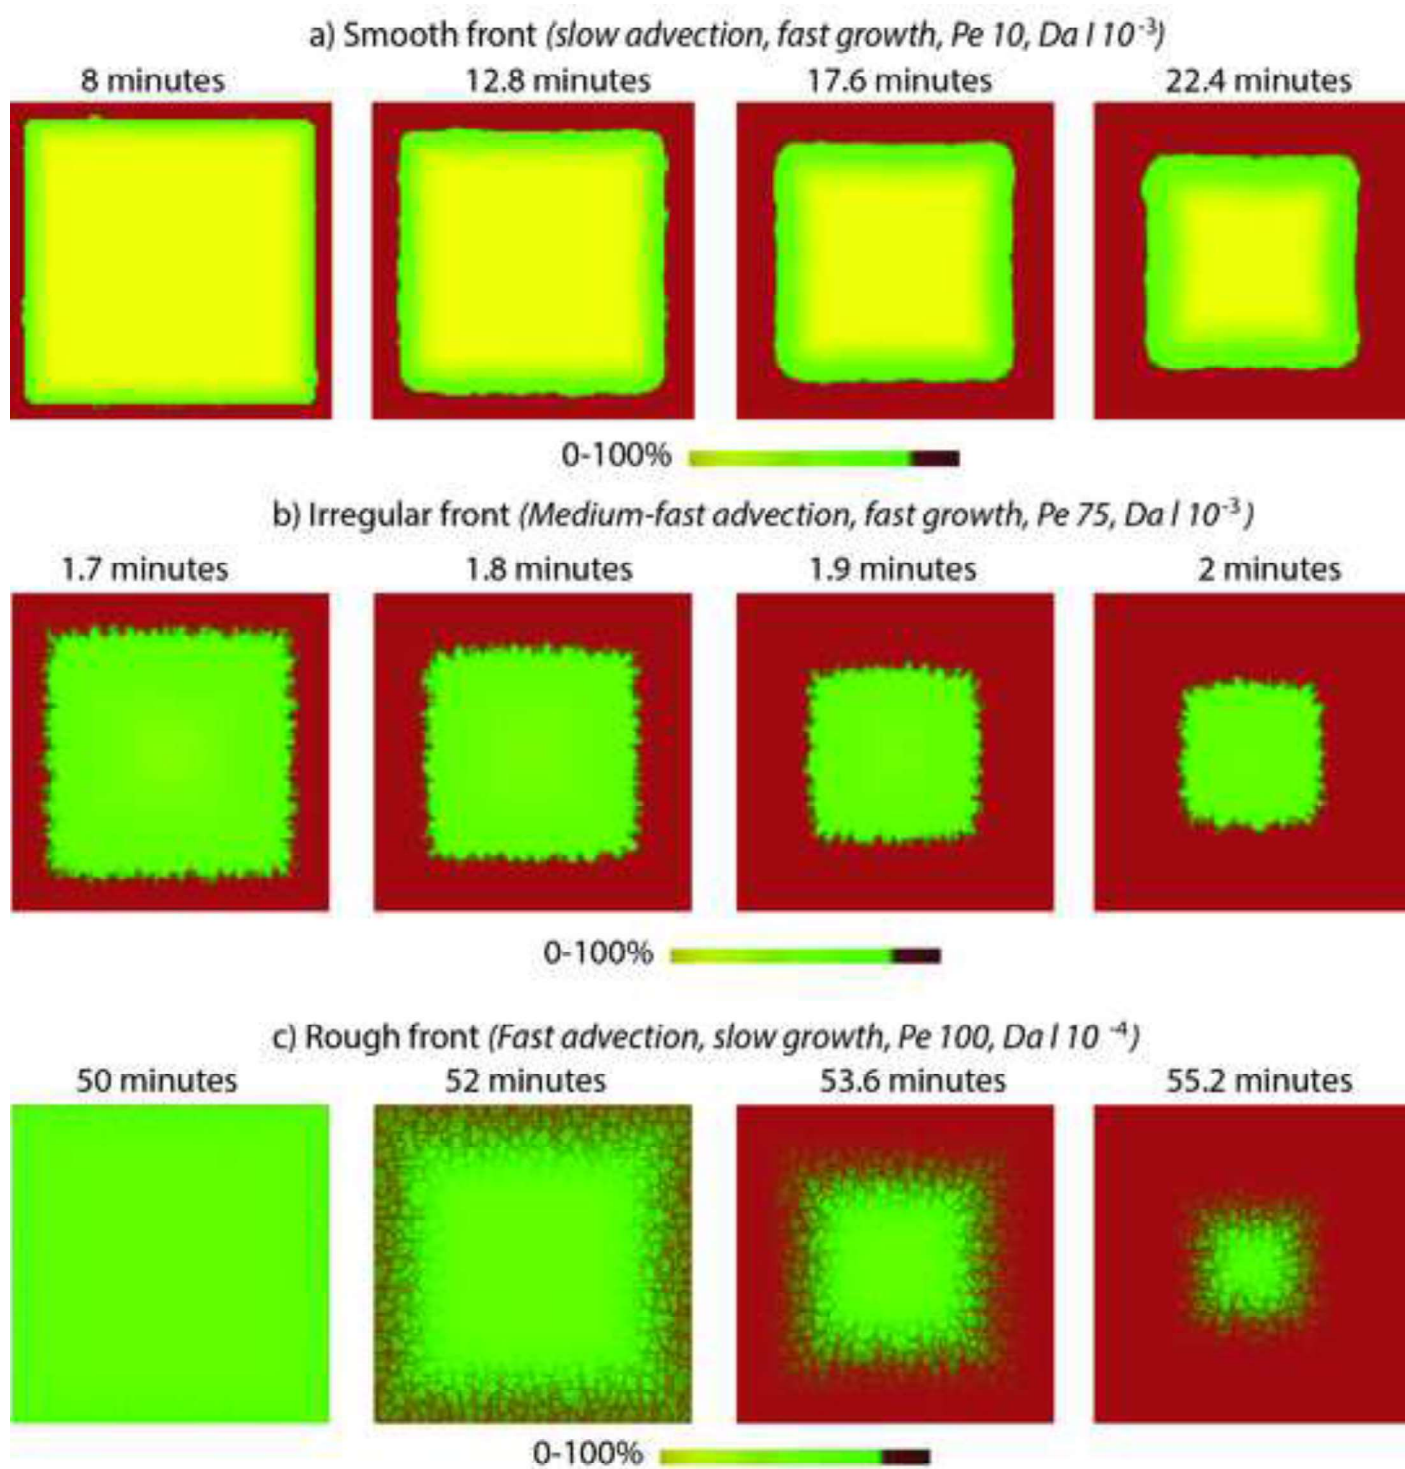 a) Smooth front (slow advection, fast growth, Pe 10, Da I 10⁻³)
8 minutes 12.8 minutes 17.6 minutes 22.4 minutes
0-100%
b) Irregular front (Medium-fast advection, fast growth, Pe 75, Da I 10⁻³)
1.7 minutes 1.8 minutes 1.9 minutes 2 minutes
0-100%
c) Rough front (Fast advection, slow growth, Pe 100, Da I 10⁻⁴)
50 minutes 52 minutes 53.6 minutes 55.2 minutes
0-100%